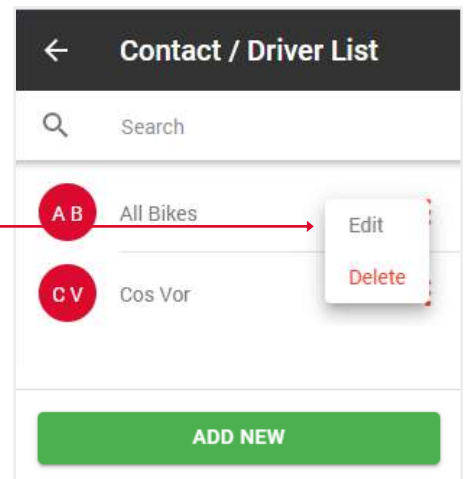 Contact / Driver List
Search
A B All Bikes
Edit
Delete
C V Cos Vor
ADD NEW